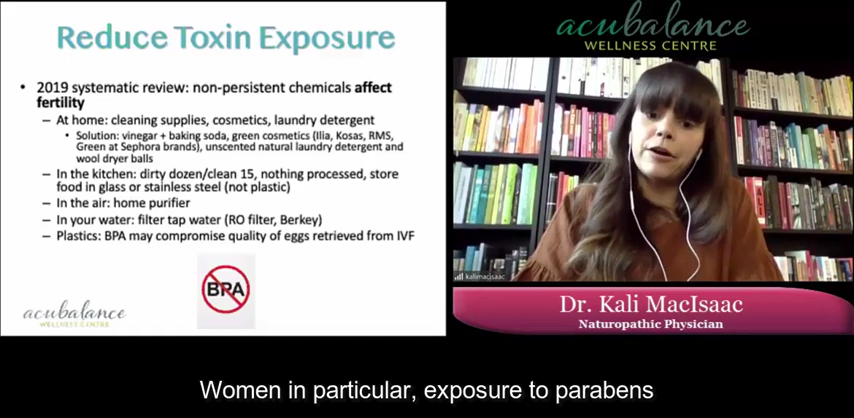 Reduce Toxin Exposure
• 2019 systematic review: non-persistent chemicals affect
fertility
– At home: cleaning supplies, cosmetics, laundry detergent
• Solution: vinegar + baking soda, green cosmetics (Ilia, Kosas, RMS,
Green at Sephora brands), unscented natural laundry detergent and
wool dryer balls
– In the kitchen: dirty dozen/clean 15, nothing processed, store
food in glass or stainless steel (not plastic)
– In the air: home purifier
– In your water: filter tap water (RO filter, Berkey)
– Plastics: BPA may compromise quality of eggs retrieved from IVF
BPA
acubalance
WELLNESS CENTRE
acubalance
WELLNESS CENTRE
kalimacisaac
Dr. Kali MacIsaac
Naturopathic Physician
Women in particular, exposure to parabens